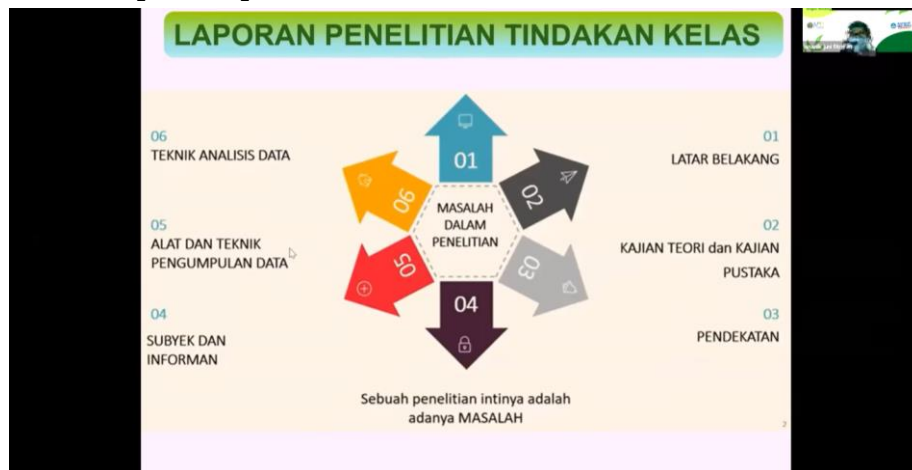 LAPORAN PENELITIAN TINDAKAN KELAS
06
TEKNIK ANALISIS DATA
05
ALAT DAN TEKNIK
PENGUMPULAN DATA
04
SUBYEK DAN
INFORMAN
01
02
03
04
05
06
MASALAH
DALAM
PENELITIAN
01
LATAR BELAKANG
02
KAJIAN TEORI dan KAJIAN
PUSTAKA
03
PENDEKATAN
Sebuah penelitian intinya adalah
adanya MASALAH
2